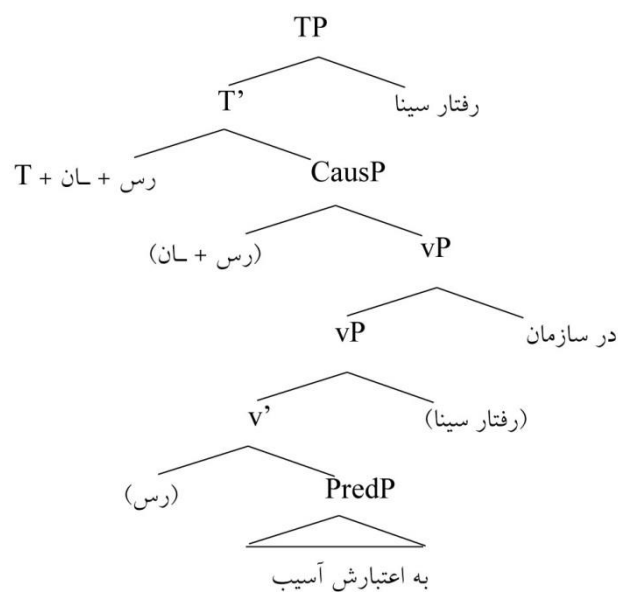 TP
رفتار سینا
T’
CausP
رس + ـان + T
vP
(رس + ـان)
در سازمان
vP
(رفتار سینا)
v’
PredP
(رس)
به اعتبارش آسیب